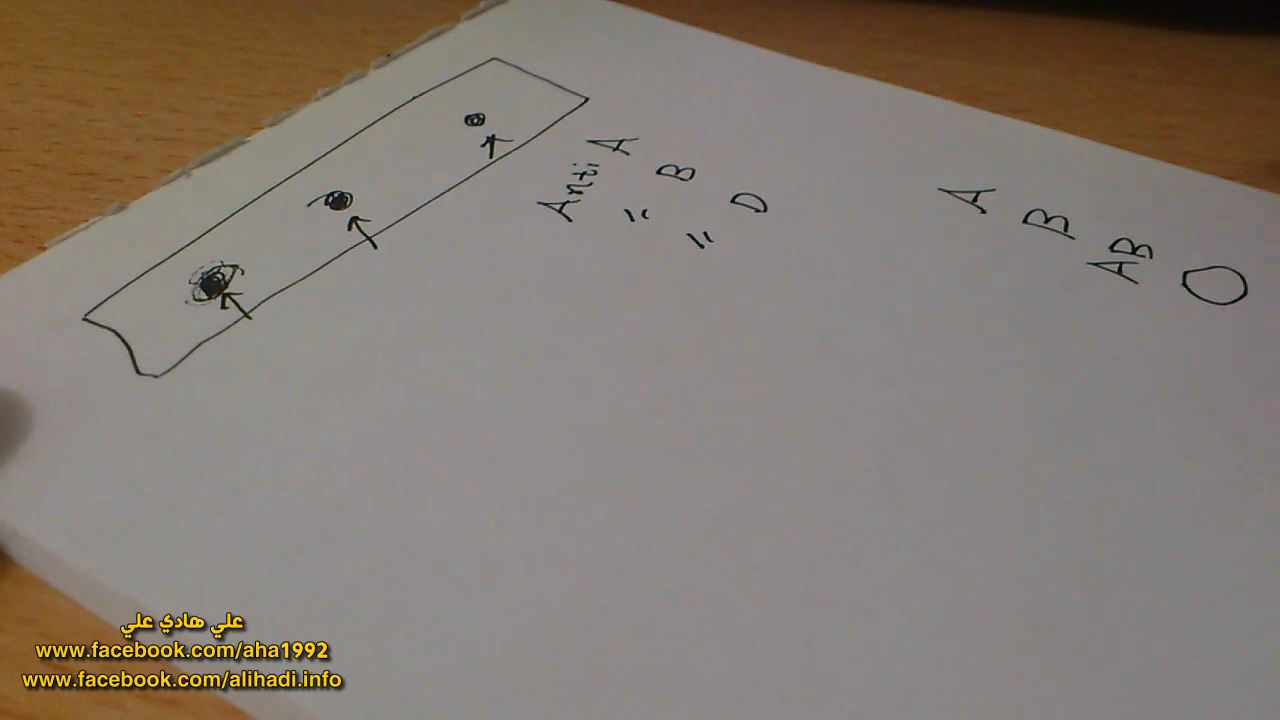 Anti A
" B
" D
A
B
AB
O
علي هادي علي
www.facebook.com/aha1992
www.facebook.com/alihadi.info